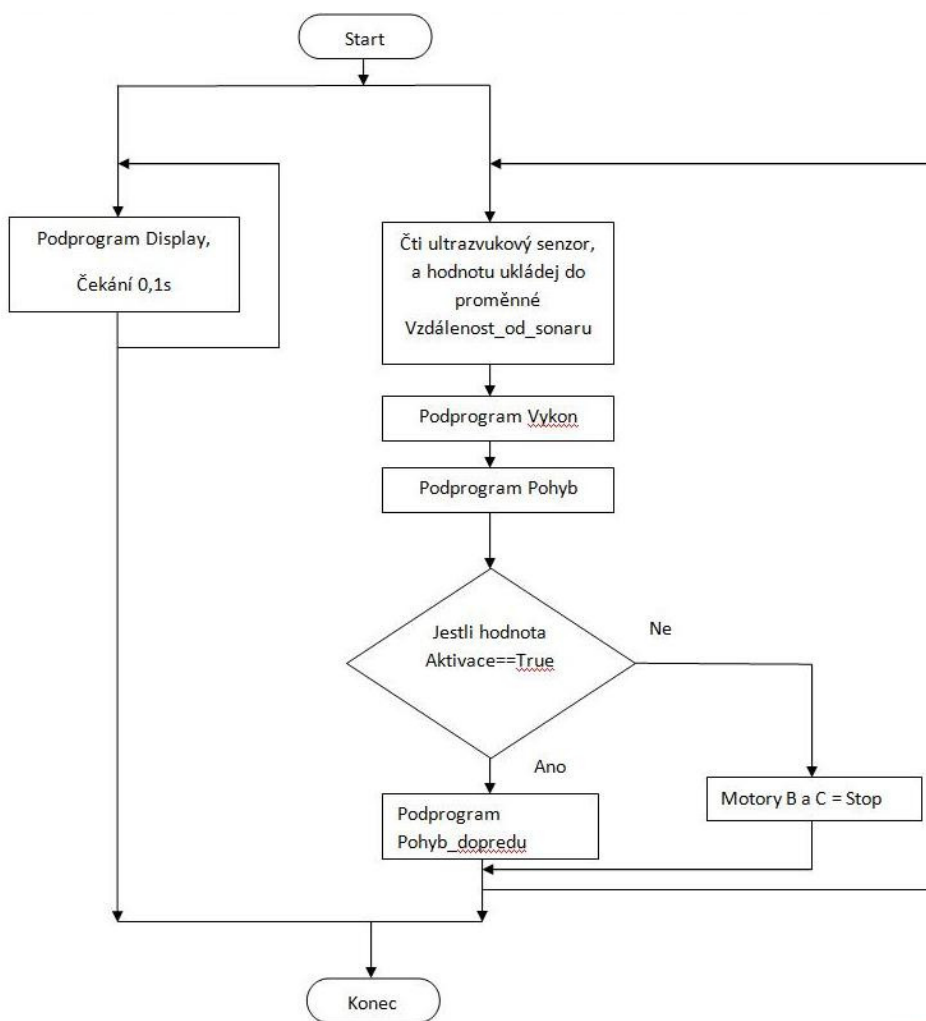 Start
Podprogram Display,
Čekání 0,1s
Čti ultrazvukový senzor,
a hodnotu ukládej do
proměnné
Vzdálenost_od_sonaru
Podprogram Vykon
Podprogram Pohyb
Jestli hodnota
Aktivace==True
Ne
Ano
Podprogram
Pohyb_dopredu
Motory B a C = Stop
Konec